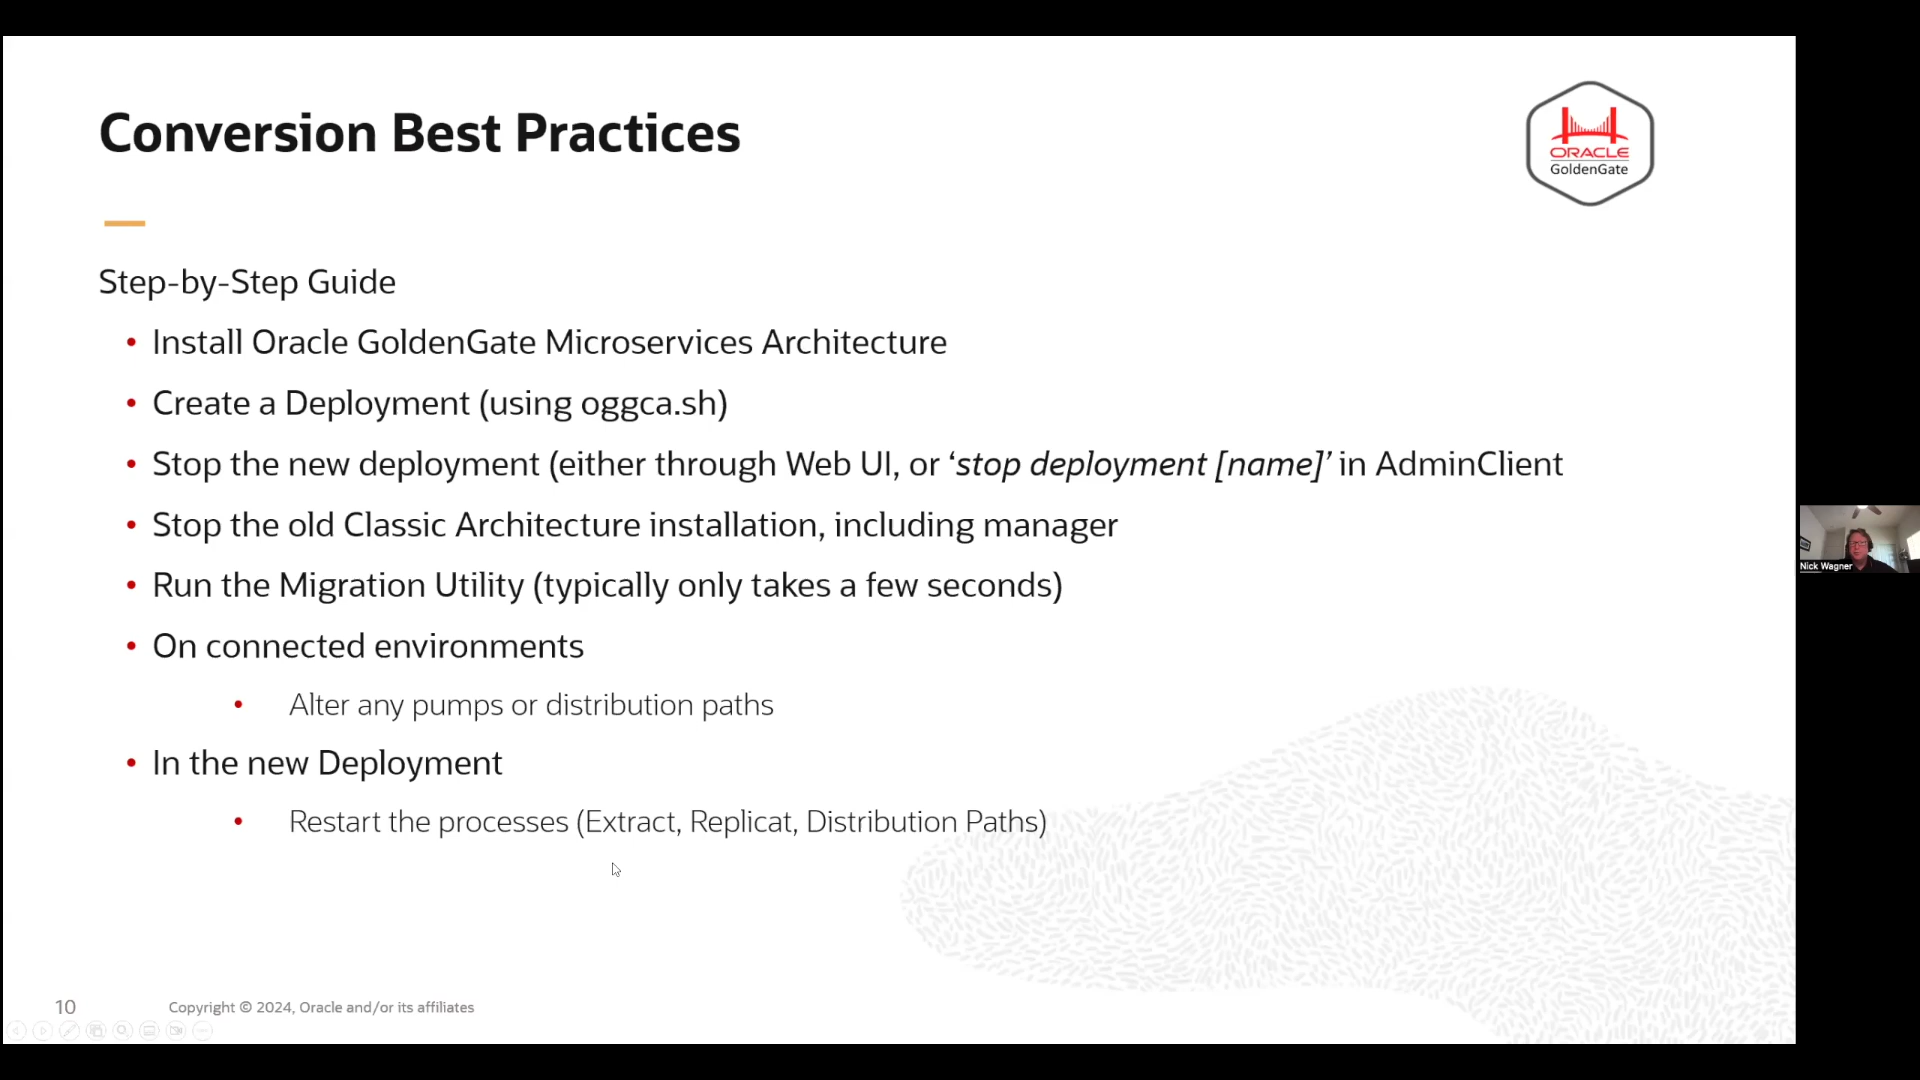 Conversion Best Practices
ORACLE
GoldenGate
Step-by-Step Guide
• Install Oracle GoldenGate Microservices Architecture
• Create a Deployment (using oggca.sh)
• Stop the new deployment (either through Web UI, or ‘stop deployment [name]’ in AdminClient
• Stop the old Classic Architecture installation, including manager
• Run the Migration Utility (typically only takes a few seconds)
• On connected environments
• Alter any pumps or distribution paths
• In the new Deployment
• Restart the processes (Extract, Replicat, Distribution Paths)
Nick Wagner
10
Copyright © 2024, Oracle and/or its affiliates